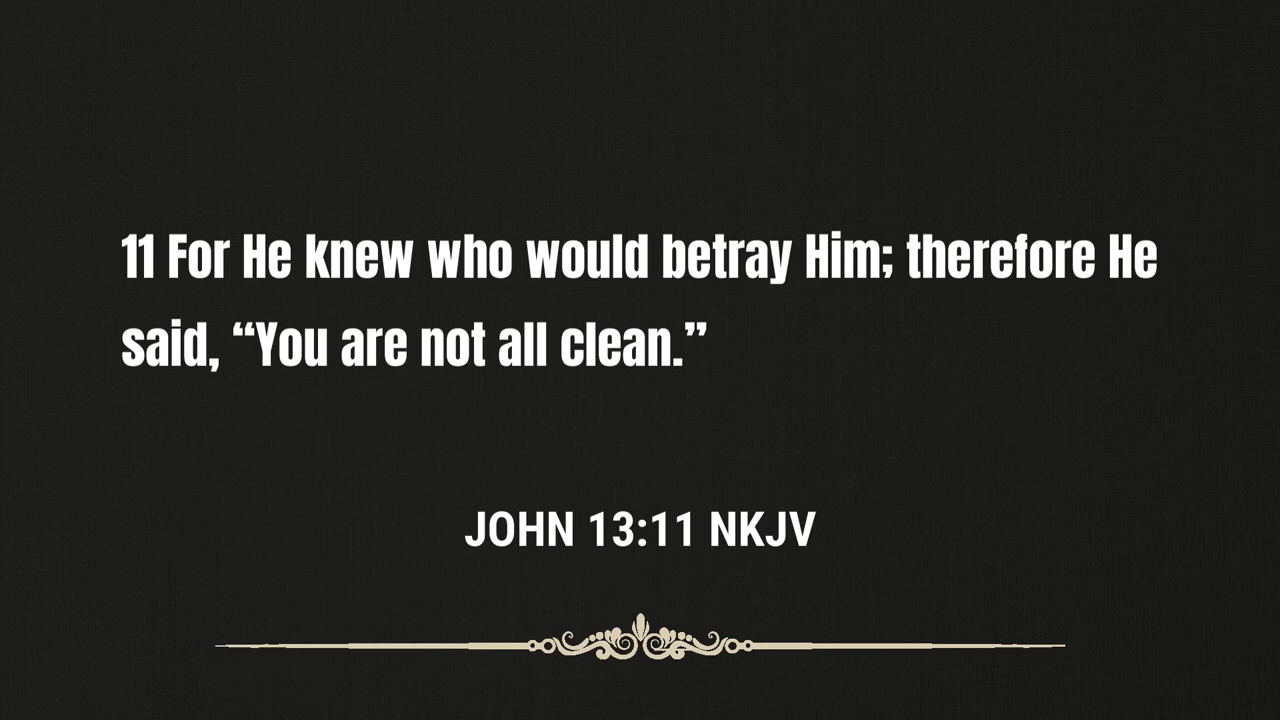 11 For He knew who would betray Him; therefore He
said, “You are not all clean.”
JOHN 13:11 NKJV